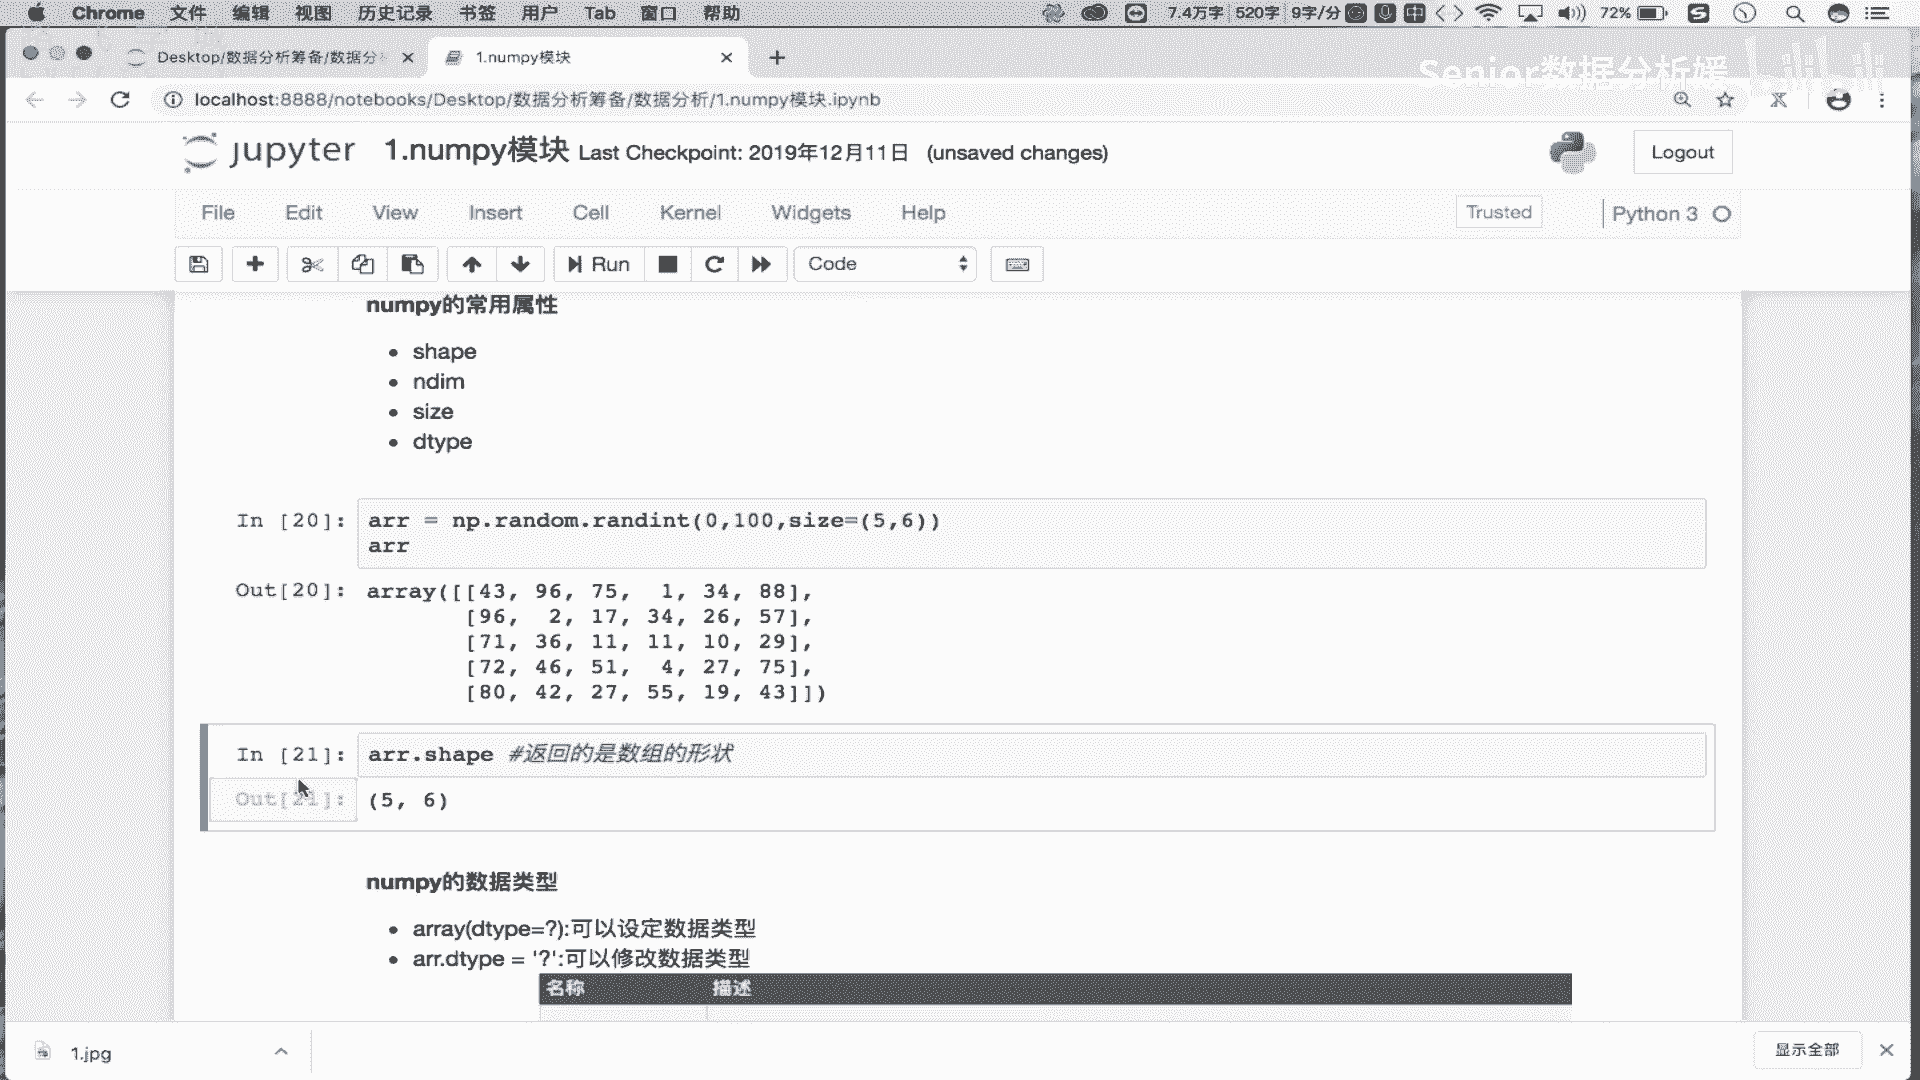 Chrome 文件 编辑 视图 历史记录 书签 用户 Tab 窗口 帮助 7.4万字 520字 9字/分 72%
Desktop/数据分析筹备/数据分 1.numpy模块
Senior数据分析媛 bilibili
localhost:8888/notebooks/Desktop/数据分析筹备/数据分析/1.numpy模块.ipynb
jupyter 1.numpy模块 Last Checkpoint: 2019年12月11日 (unsaved changes) Logout
File Edit View Insert Cell Kernel Widgets Help Trusted Python 3
Run Code
numpy的常用属性
shape
ndim
size
dtype
In [20]: arr = np.random.randint(0,100,size=(5,6))
arr
Out[20]: array([[43, 96, 75, 1, 34, 88],
[96, 2, 17, 34, 26, 57],
[71, 36, 11, 11, 10, 29],
[72, 46, 51, 4, 27, 75],
[80, 42, 27, 55, 19, 43]])
In [21]: arr.shape #返回的是数组的形状
Out[21]: (5, 6)
numpy的数据类型
array(dtype=?):可以设定数据类型
arr.dtype = '?':可以修改数据类型
名称 描述
1.jpg 显示全部